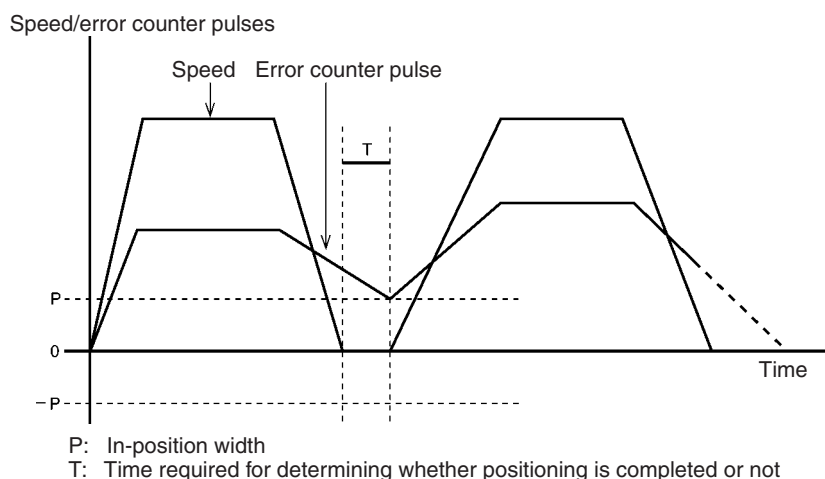 Speed/error counter pulses
Speed
Error counter pulse
T
P
0
Time
−P
P: In-position width
T: Time required for determining whether positioning is completed or not